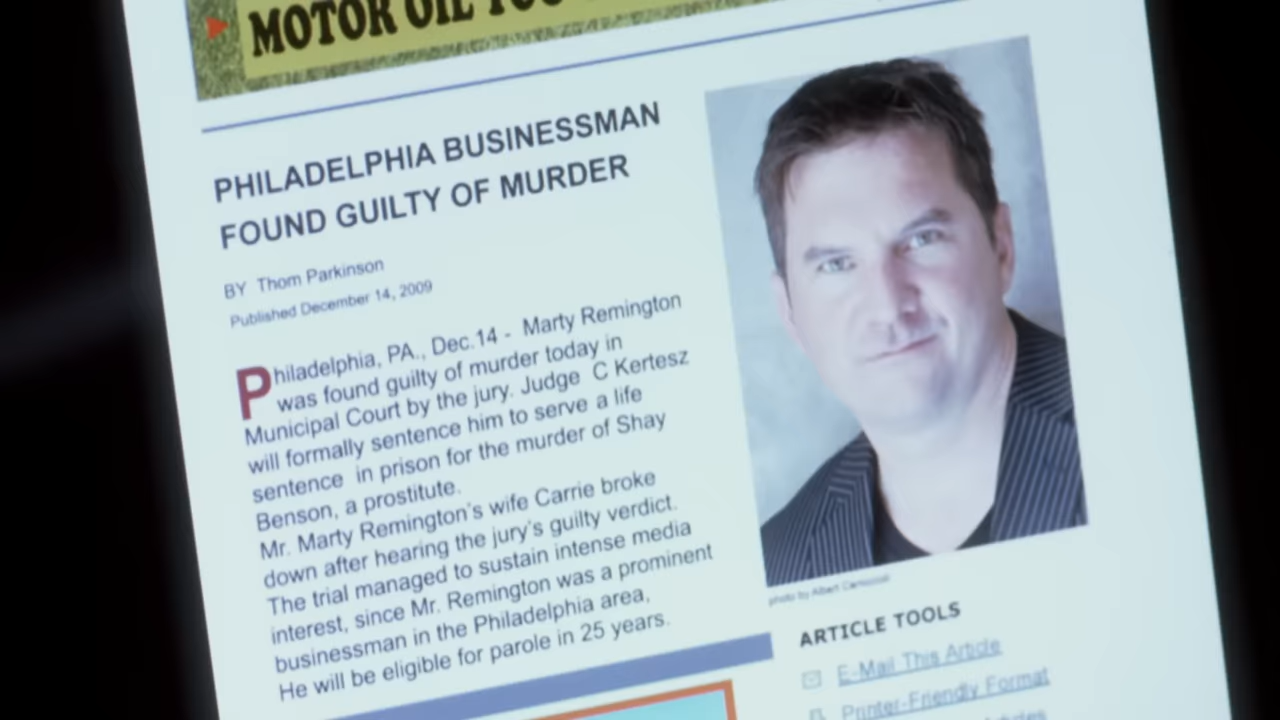 MOTOR OIL
PHILADELPHIA BUSINESSMAN
FOUND GUILTY OF MURDER
BY Thom Parkinson
Published December 14, 2009
Philadelphia, PA., Dec.14 - Marty Remington
was found guilty of murder today in
Municipal Court by the jury. Judge C Kertesz
will formally sentence him to serve a life
sentence in prison for the murder of Shay
Benson, a prostitute.
Mr. Marty Remington's wife Carrie broke
down after hearing the jury's guilty verdict.
The trial managed to sustain intense media
interest, since Mr. Remington was a prominent
businessman in the Philadelphia area,
He will be eligible for parole in 25 years.
photo by Albert
ARTICLE TOOLS
E-Mail This Article
Printer-Friendly Format